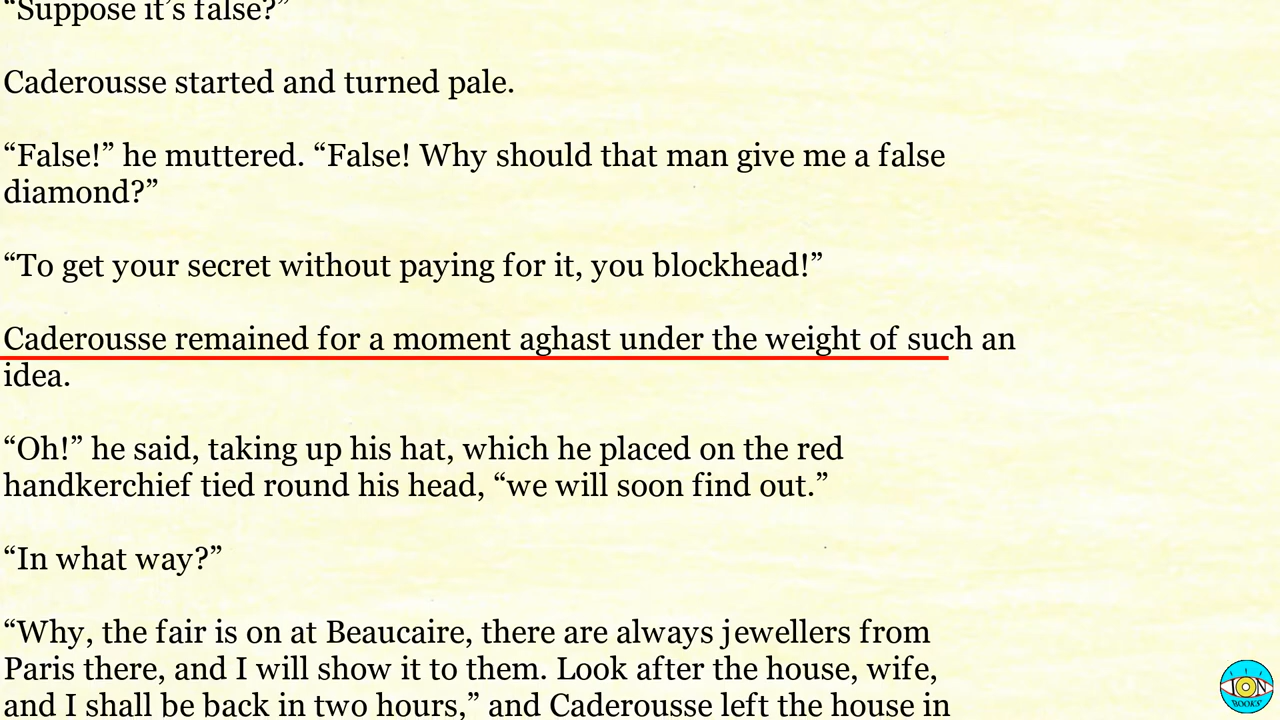 “Suppose it’s false?”
Caderousse started and turned pale.
“False!” he muttered. “False! Why should that man give me a false
diamond?”
“To get your secret without paying for it, you blockhead!”
Caderousse remained for a moment aghast under the weight of such an
idea.
“Oh!” he said, taking up his hat, which he placed on the red
handkerchief tied round his head, “we will soon find out.”
“In what way?”
“Why, the fair is on at Beaucaire, there are always jewellers from
Paris there, and I will show it to them. Look after the house, wife,
and I shall be back in two hours,” and Caderousse left the house in
ION
BOOKS